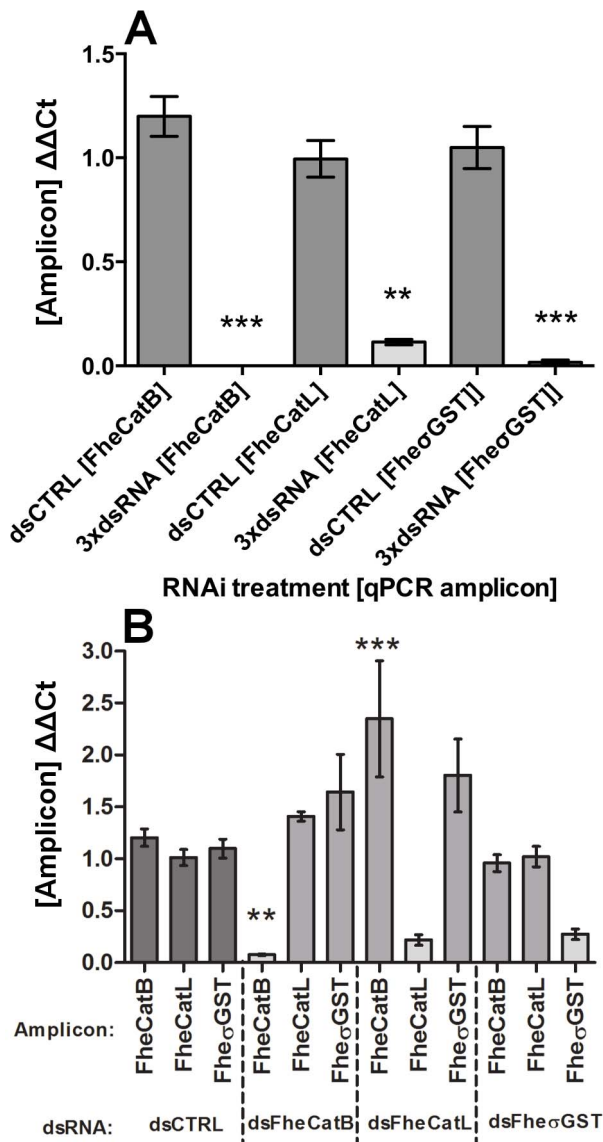 A
[Amplicon] ΔΔCt
1.5
1.0
0.5
0.0
***
**
***
dsCTRL [FheCatB]
3xdsRNA [FheCatB]
dsCTRL [FheCatL]
3xdsRNA [FheCatL]
dsCTRL [FheσGST]]
3xdsRNA [FheσGST]]
RNAi treatment [qPCR amplicon]
B
[Amplicon] ΔΔCt
3.0
2.5
2.0
1.5
1.0
0.5
0.0
**
***
Amplicon: FheCatB FheCatL FheσGST FheCatB FheCatL FheσGST FheCatB FheCatL FheσGST FheCatB FheCatL FheσGST
dsRNA: dsCTRL dsFheCatB dsFheCatL dsFheσGST